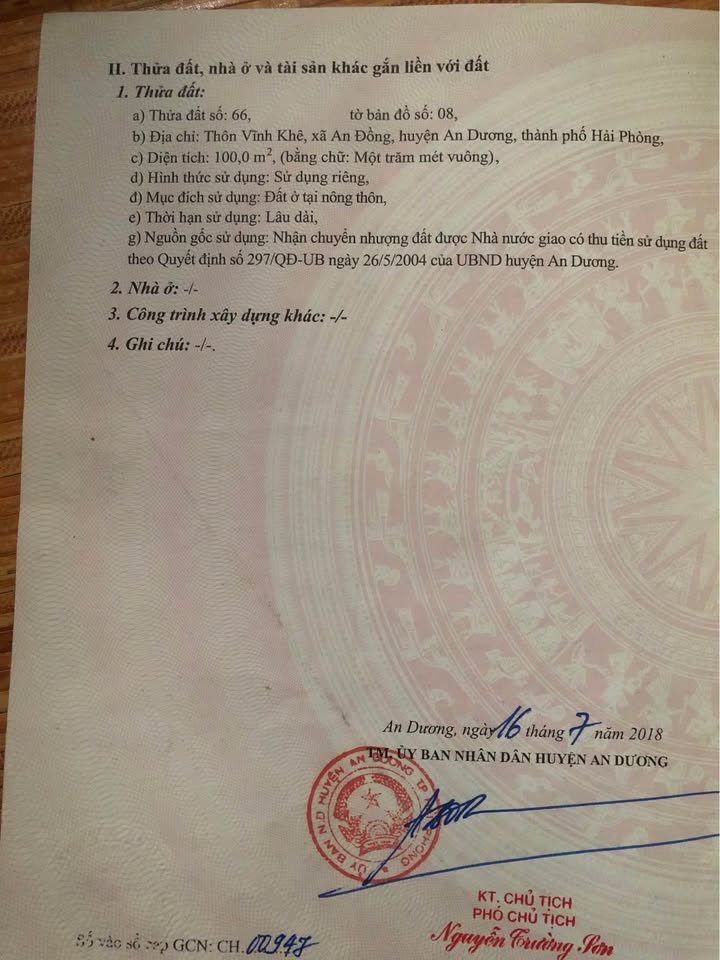 II. Thửa đất, nhà ở và tài sản khác gắn liền với đất
1. Thửa đất:
a) Thửa đất số: 66, tờ bản đồ số: 08,
b) Địa chỉ: Thôn Vĩnh Khê, xã An Đồng, huyện An Dương, thành phố Hải Phòng,
c) Diện tích: 100,0 m², (bằng chữ: Một trăm mét vuông),
d) Hình thức sử dụng: Sử dụng riêng,
đ) Mục đích sử dụng: Đất ở tại nông thôn,
e) Thời hạn sử dụng: Lâu dài,
g) Nguồn gốc sử dụng: Nhận chuyển nhượng đất được Nhà nước giao có thu tiền sử dụng đất
theo Quyết định số 297/QĐ-UB ngày 26/5/2004 của UBND huyện An Dương.
2. Nhà ở: -/-
3. Công trình xây dựng khác: -/-
4. Ghi chú: -/-.
An Dương, ngày 16 tháng 7 năm 2018
TM. ỦY BAN NHÂN DÂN HUYỆN AN DƯƠNG
ỦY BAN N.D HUYỆN AN DƯƠNG TP PHÒNG
KT. CHỦ TỊCH
PHÓ CHỦ TỊCH
Nguyễn Trường Sơn
Số vào sổ cấp GCN: CH.00947